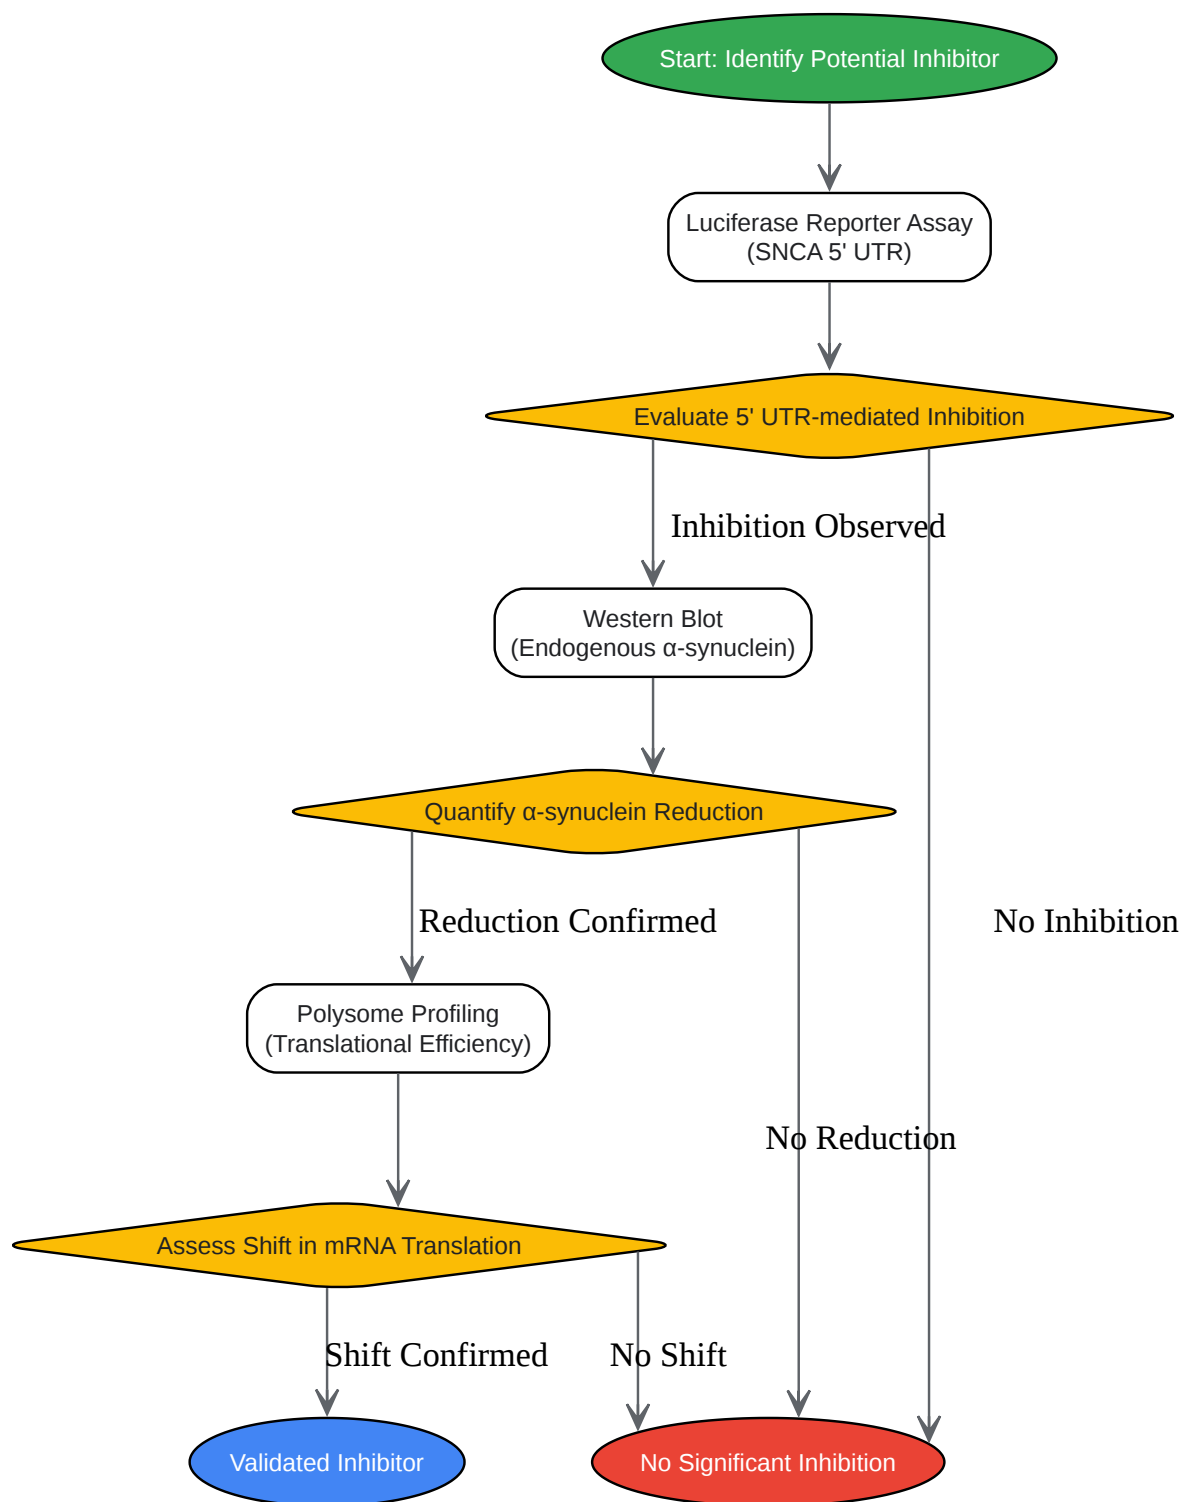 Start: Identify Potential Inhibitor
Luciferase Reporter Assay
(SNCA 5' UTR)
Evaluate 5' UTR-mediated Inhibition
Inhibition Observed
Western Blot
(Endogenous α-synuclein)
Quantify α-synuclein Reduction
Reduction Confirmed
No Inhibition
Polysome Profiling
(Translational Efficiency)
No Reduction
Assess Shift in mRNA Translation
Shift Confirmed
No Shift
Validated Inhibitor
No Significant Inhibition